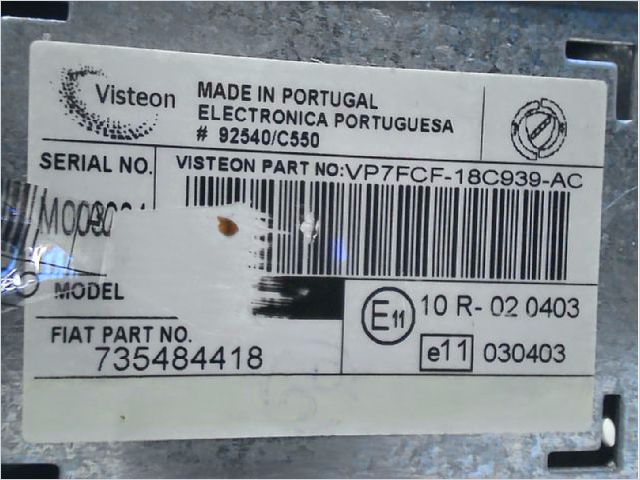 Visteon
MADE IN PORTUGAL
ELECTRONICA PORTUGUESA
# 92540/C550
SERIAL NO.
VISTEON PART NO:VP7FCF-18C939-AC
MODEL
FIAT PART NO.
735484418
E11 10 R- 02 0403
e11 030403